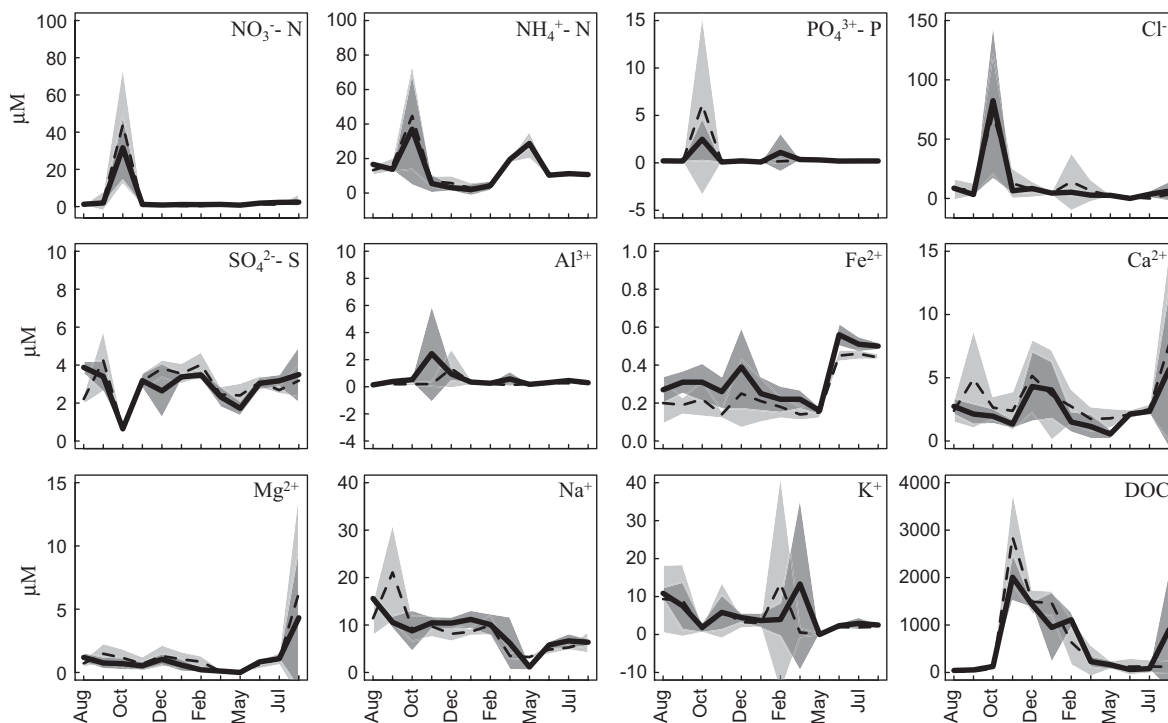 NO₃⁻- N
100
80
60
40
20
0
μM
NH₄⁺- N
100
80
60
40
20
0
PO₄³⁺- P
15
10
5
0
-5
Cl⁻
150
100
50
0
SO₄²⁻- S
10
8
6
4
2
0
μM
Al³⁺
10
8
6
4
2
0
-2
-4
Fe²⁺
1.0
0.8
0.6
0.4
0.2
0.0
Ca²⁺
15
10
5
0
Mg²⁺
15
10
5
0
μM
Aug
Oct
Dec
Feb
May
Jul
Na⁺
40
30
20
10
0
Aug
Oct
Dec
Feb
May
Jul
K⁺
40
30
20
10
0
-10
Aug
Oct
Dec
Feb
May
Jul
DOC
4000
3000
2000
1000
0
Aug
Oct
Dec
Feb
May
Jul